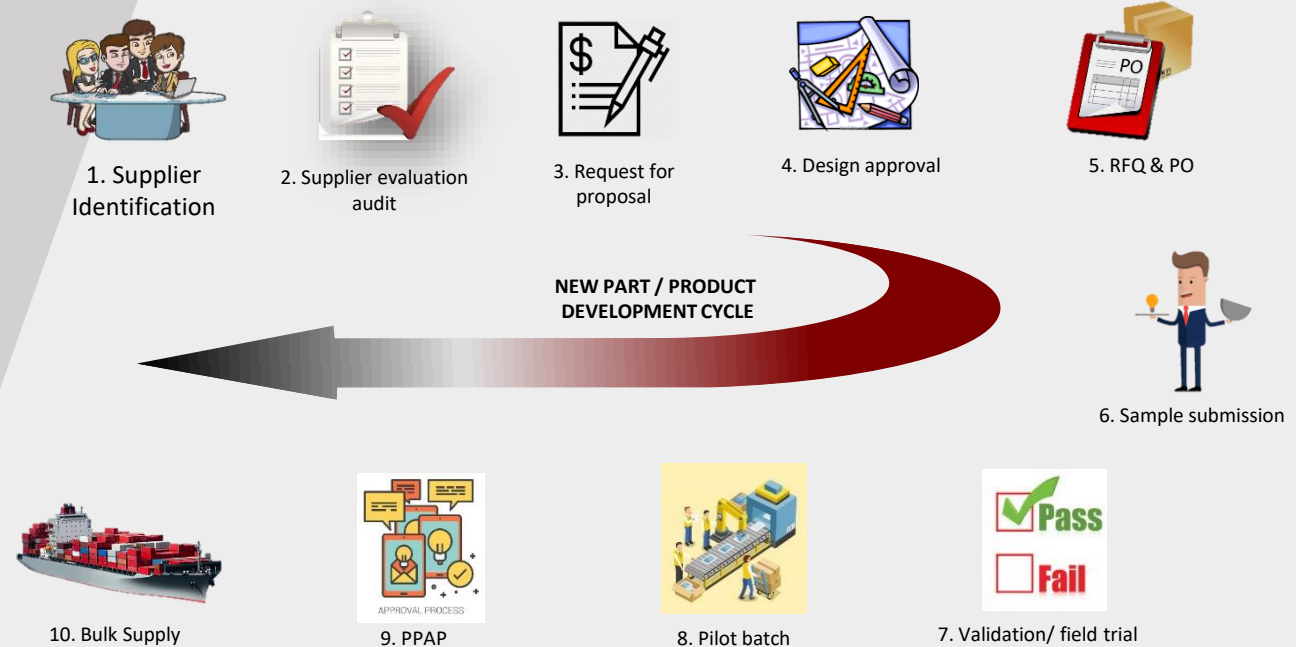 $
PO
1. Supplier
Identification
2. Supplier evaluation
audit
3. Request for
proposal
4. Design approval
5. RFQ & PO
NEW PART / PRODUCT
DEVELOPMENT CYCLE
6. Sample submission
APPROVAL PROCESS
Pass
Fail
10. Bulk Supply
9. PPAP
8. Pilot batch
7. Validation/ field trial